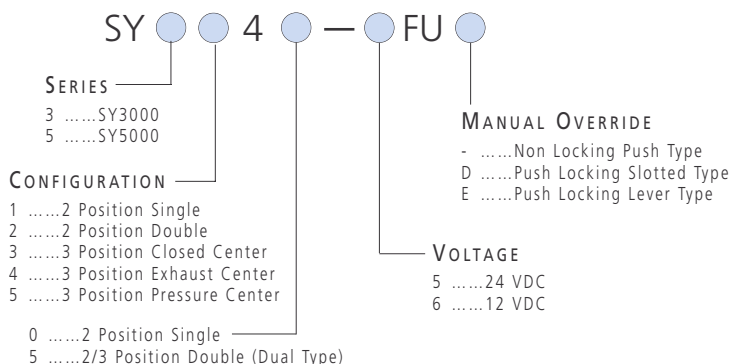 SY 4 — FU
SERIES
3 ......SY3000
5 ......SY5000
CONFIGURATION
1 ......2 Position Single
2 ......2 Position Double
3 ......3 Position Closed Center
4 ......3 Position Exhaust Center
5 ......3 Position Pressure Center
0 ......2 Position Single
5 ......2/3 Position Double (Dual Type)
MANUAL OVERRIDE
- ......Non Locking Push Type
D ......Push Locking Slotted Type
E ......Push Locking Lever Type
VOLTAGE
5 ......24 VDC
6 ......12 VDC